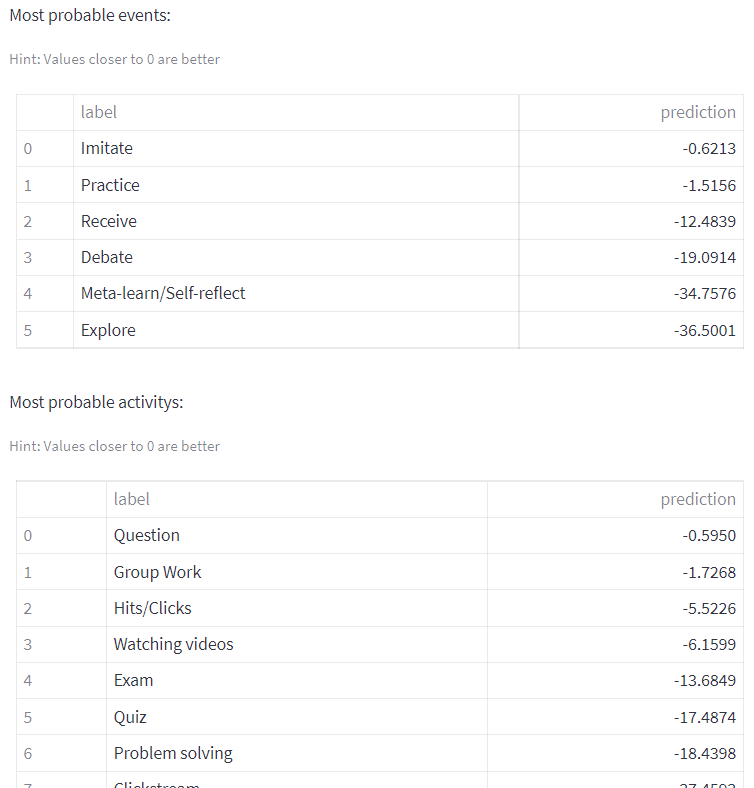 Most probable events:
Hint: Values closer to 0 are better
label prediction
0 Imitate -0.6213
1 Practice -1.5156
2 Receive -12.4839
3 Debate -19.0914
4 Meta-learn/Self-reflect -34.7576
5 Explore -36.5001
Most probable activitys:
Hint: Values closer to 0 are better
label prediction
0 Question -0.5950
1 Group Work -1.7268
2 Hits/Clicks -5.5226
3 Watching videos -6.1599
4 Exam -13.6849
5 Quiz -17.4874
6 Problem solving -18.4398
7 Clickstream